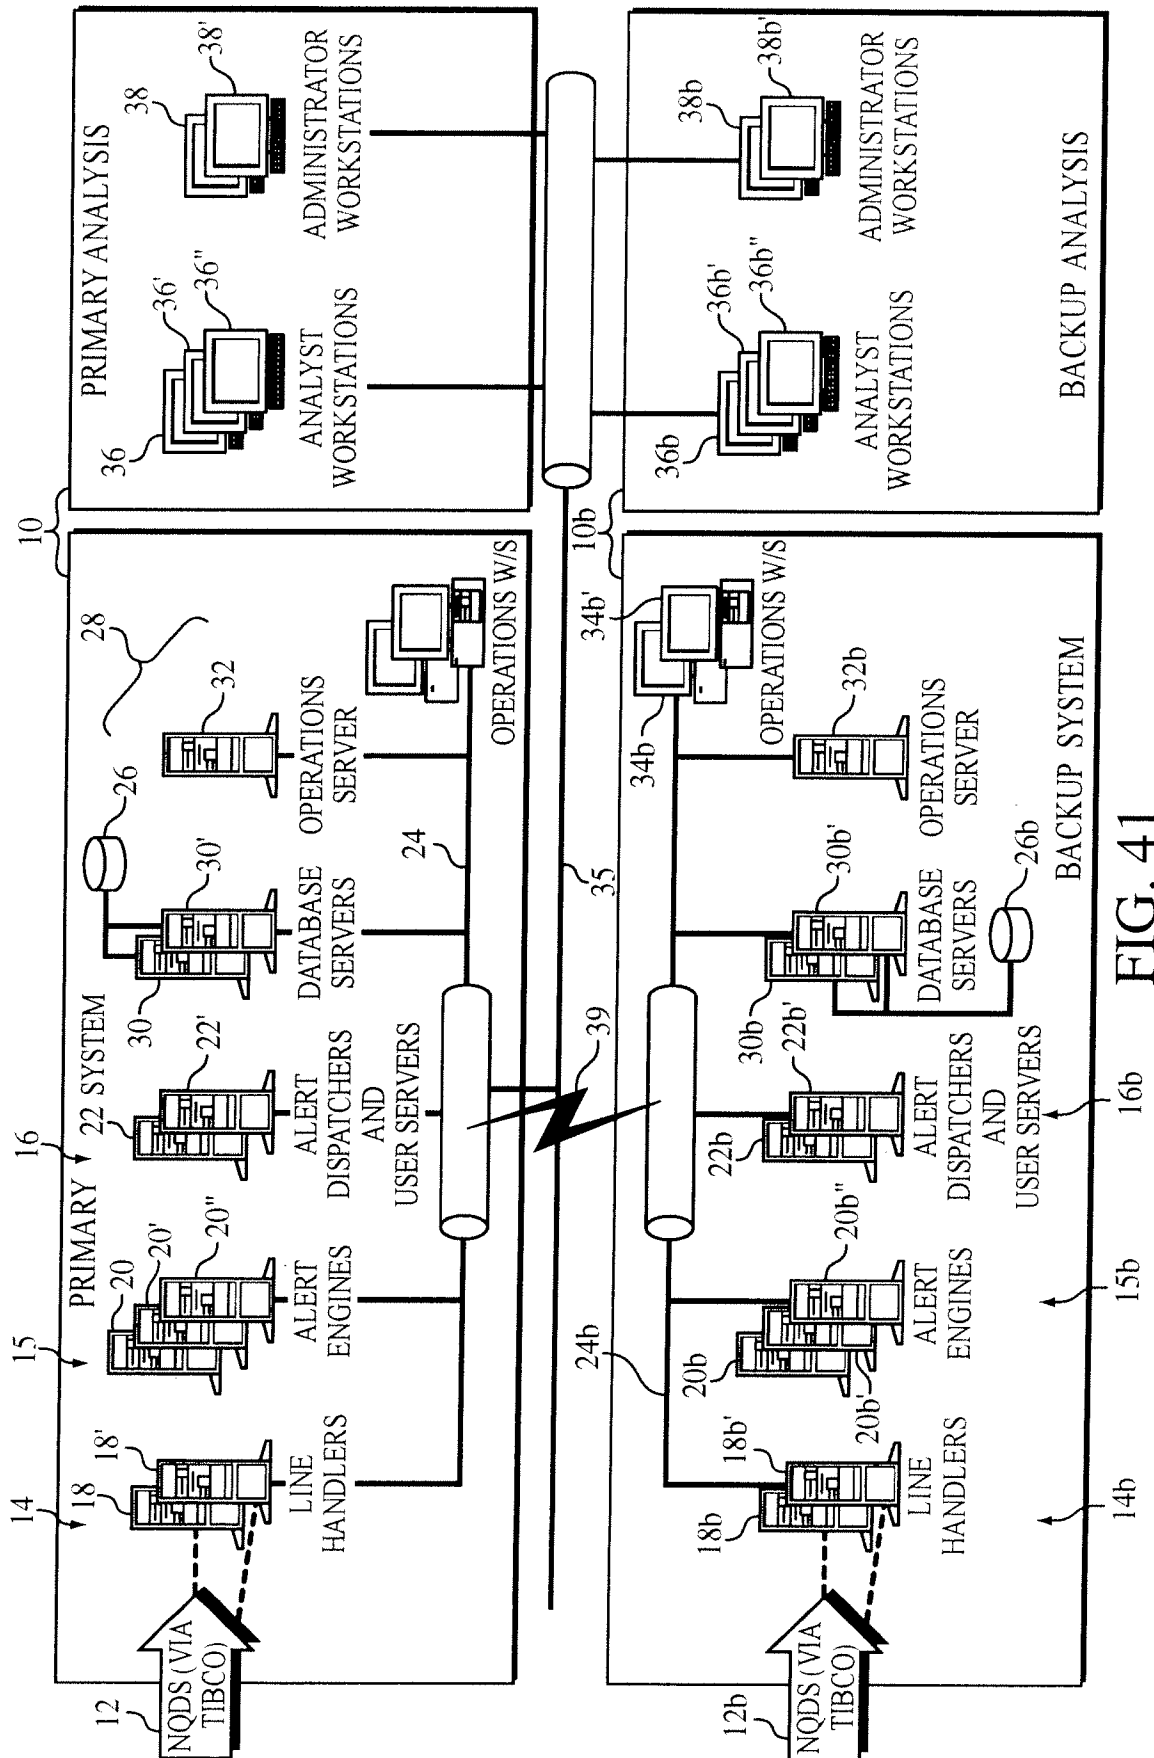 10
PRIMARY SYSTEM
PRIMARY ANALYSIS
14
15
16
28
12
NQDS (VIA
TIBCO)
18
18'
LINE
HANDLERS
20
20'
20"
ALERT
ENGINES
22
22'
ALERT
DISPATCHERS
AND
USER SERVERS
26
30
30'
DATABASE
SERVERS
32
OPERATIONS
SERVER
24
OPERATIONS W/S
36
36'
36"
ANALYST
WORKSTATIONS
38
38'
ADMINISTRATOR
WORKSTATIONS
35
39
10b
12b
NQDS (VIA
TIBCO)
18b
18b'
LINE
HANDLERS
14b
24b
20b
20b'
20b"
ALERT
ENGINES
15b
22b
22b'
ALERT
DISPATCHERS
AND
USER SERVERS
16b
30b
30b'
DATABASE
SERVERS
26b
32b
OPERATIONS
SERVER
34b
34b'
OPERATIONS W/S
BACKUP SYSTEM
36b
36b'
36b"
ANALYST
WORKSTATIONS
38b
38b'
ADMINISTRATOR
WORKSTATIONS
BACKUP ANALYSIS
FIG. 41